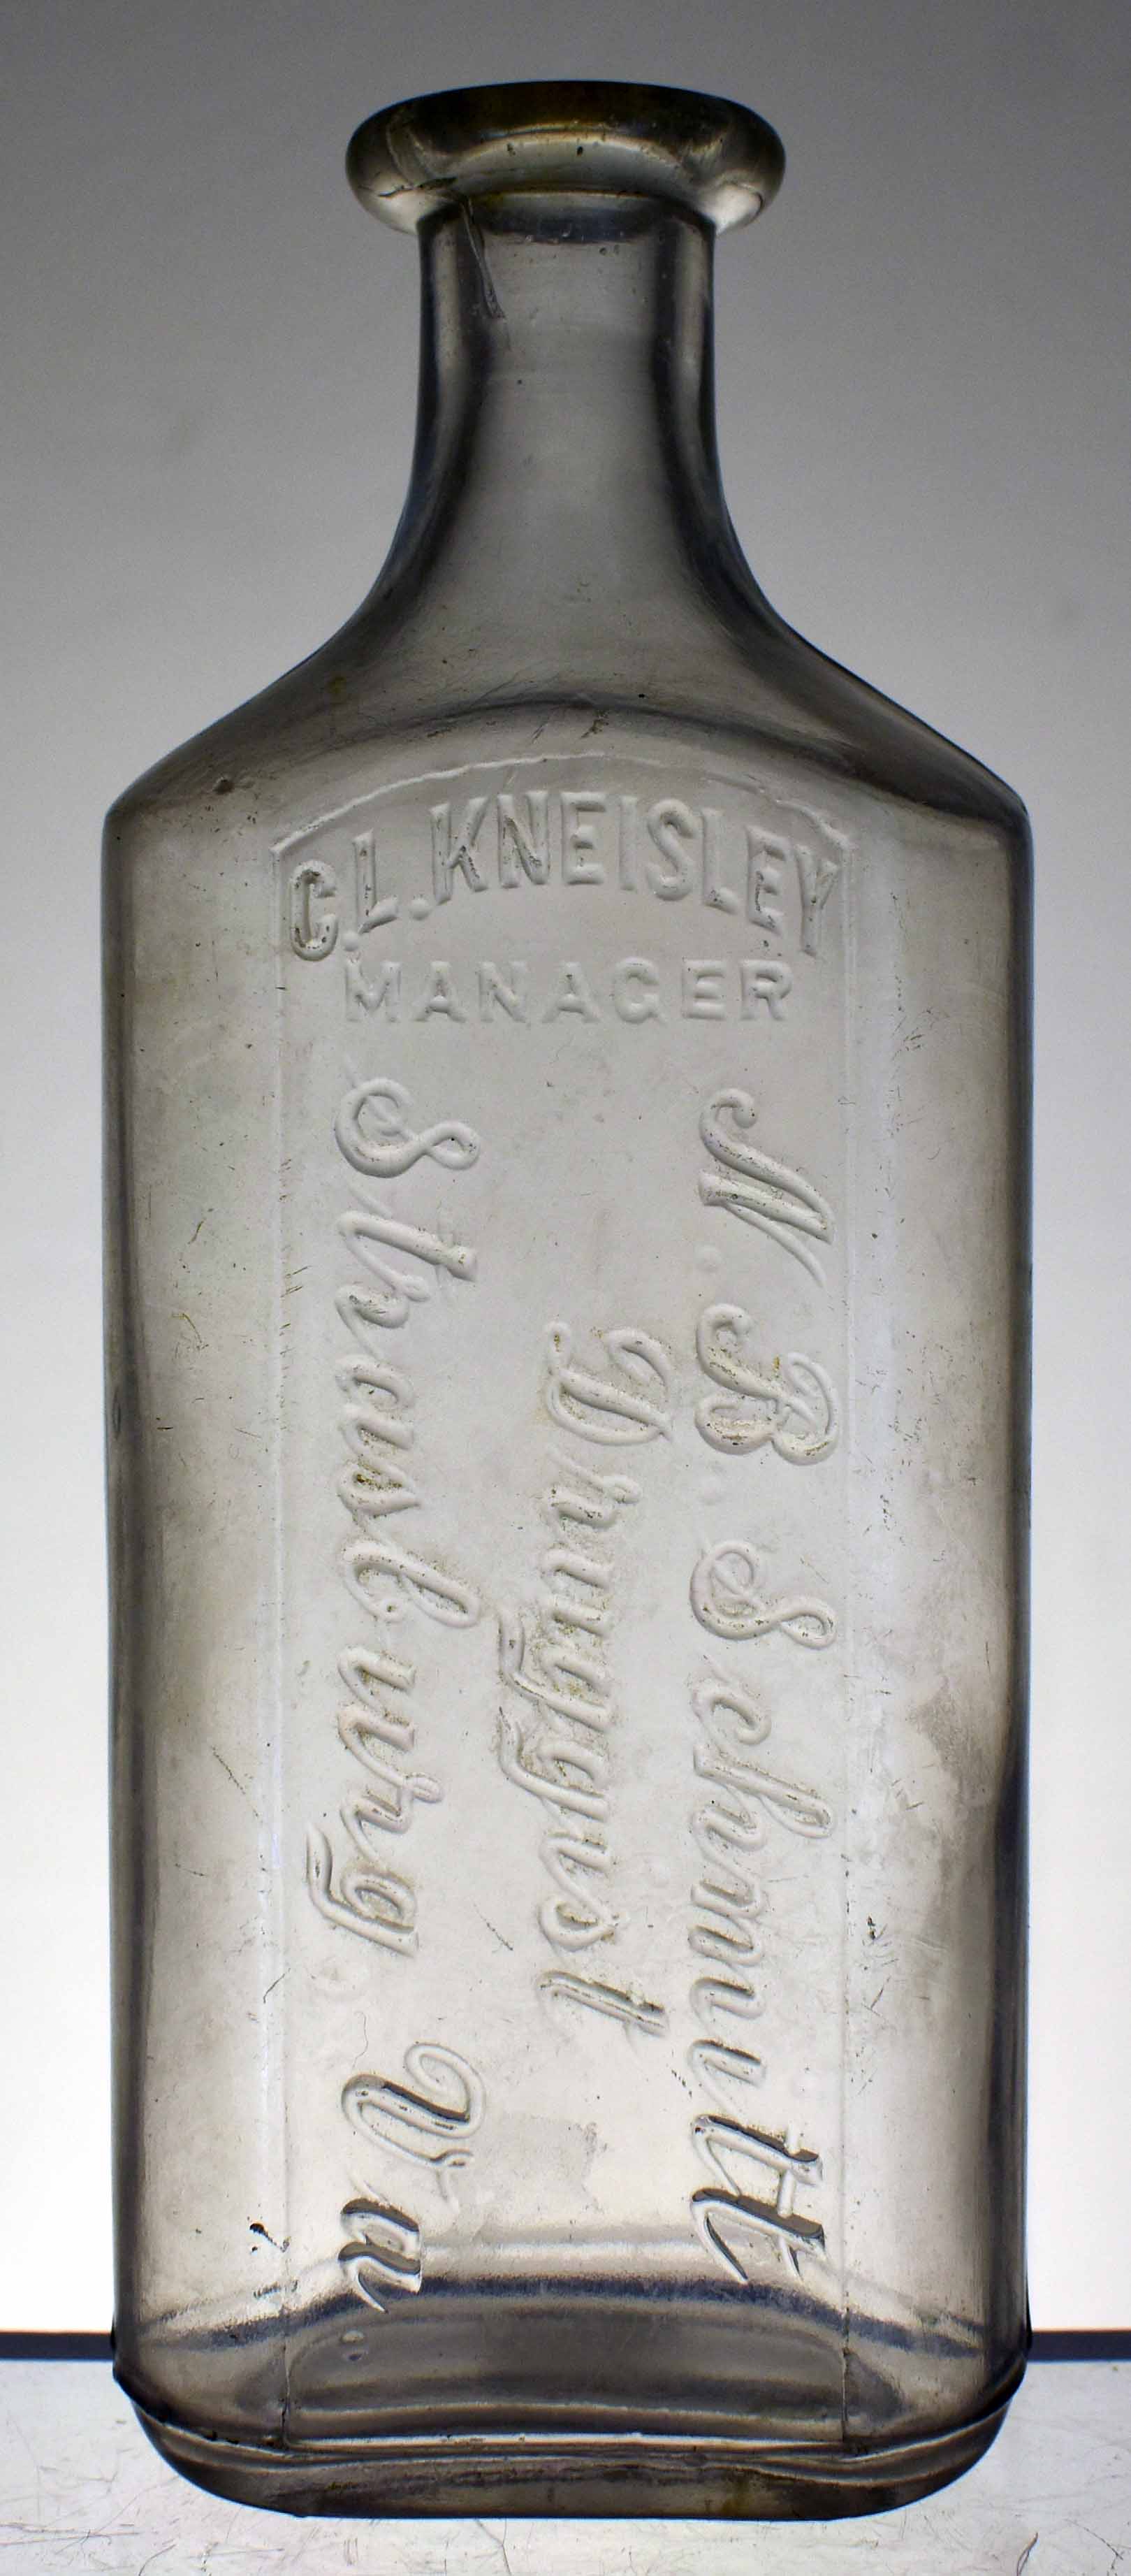 C.L.KNEISLEY
MANAGER
N. B. Schmitt
Druggist
Strasburg Va